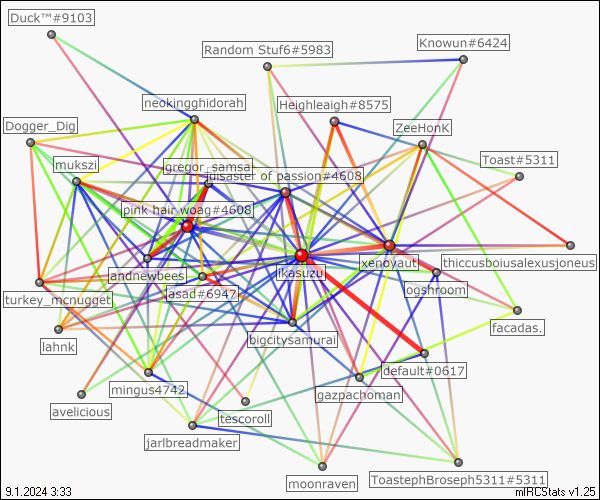 Duck™#9103
Random Stuf6#5983
Knowun#6424
neokingghidorah
Heighleaigh#8575
Dogger_Dig
ZeeHonK
mukszi
gregor_samsa
Toast#5311
disaster of passion#4608
pink hair woag#4608
andnewbees
ikasuzu
xenoyaut
thiccusboiusalexusjoneus
turkey_mcnugget
asad#6947
ogshroom
lahnk
bigcitysamurai
facadas.
mingus4742
default#0617
gazpachoman
avelicious
tescoroll
jarlbreadmaker
moonraven
ToastephBroseph5311#5311
9.1.2024 3:33
mIRCStats v1.25